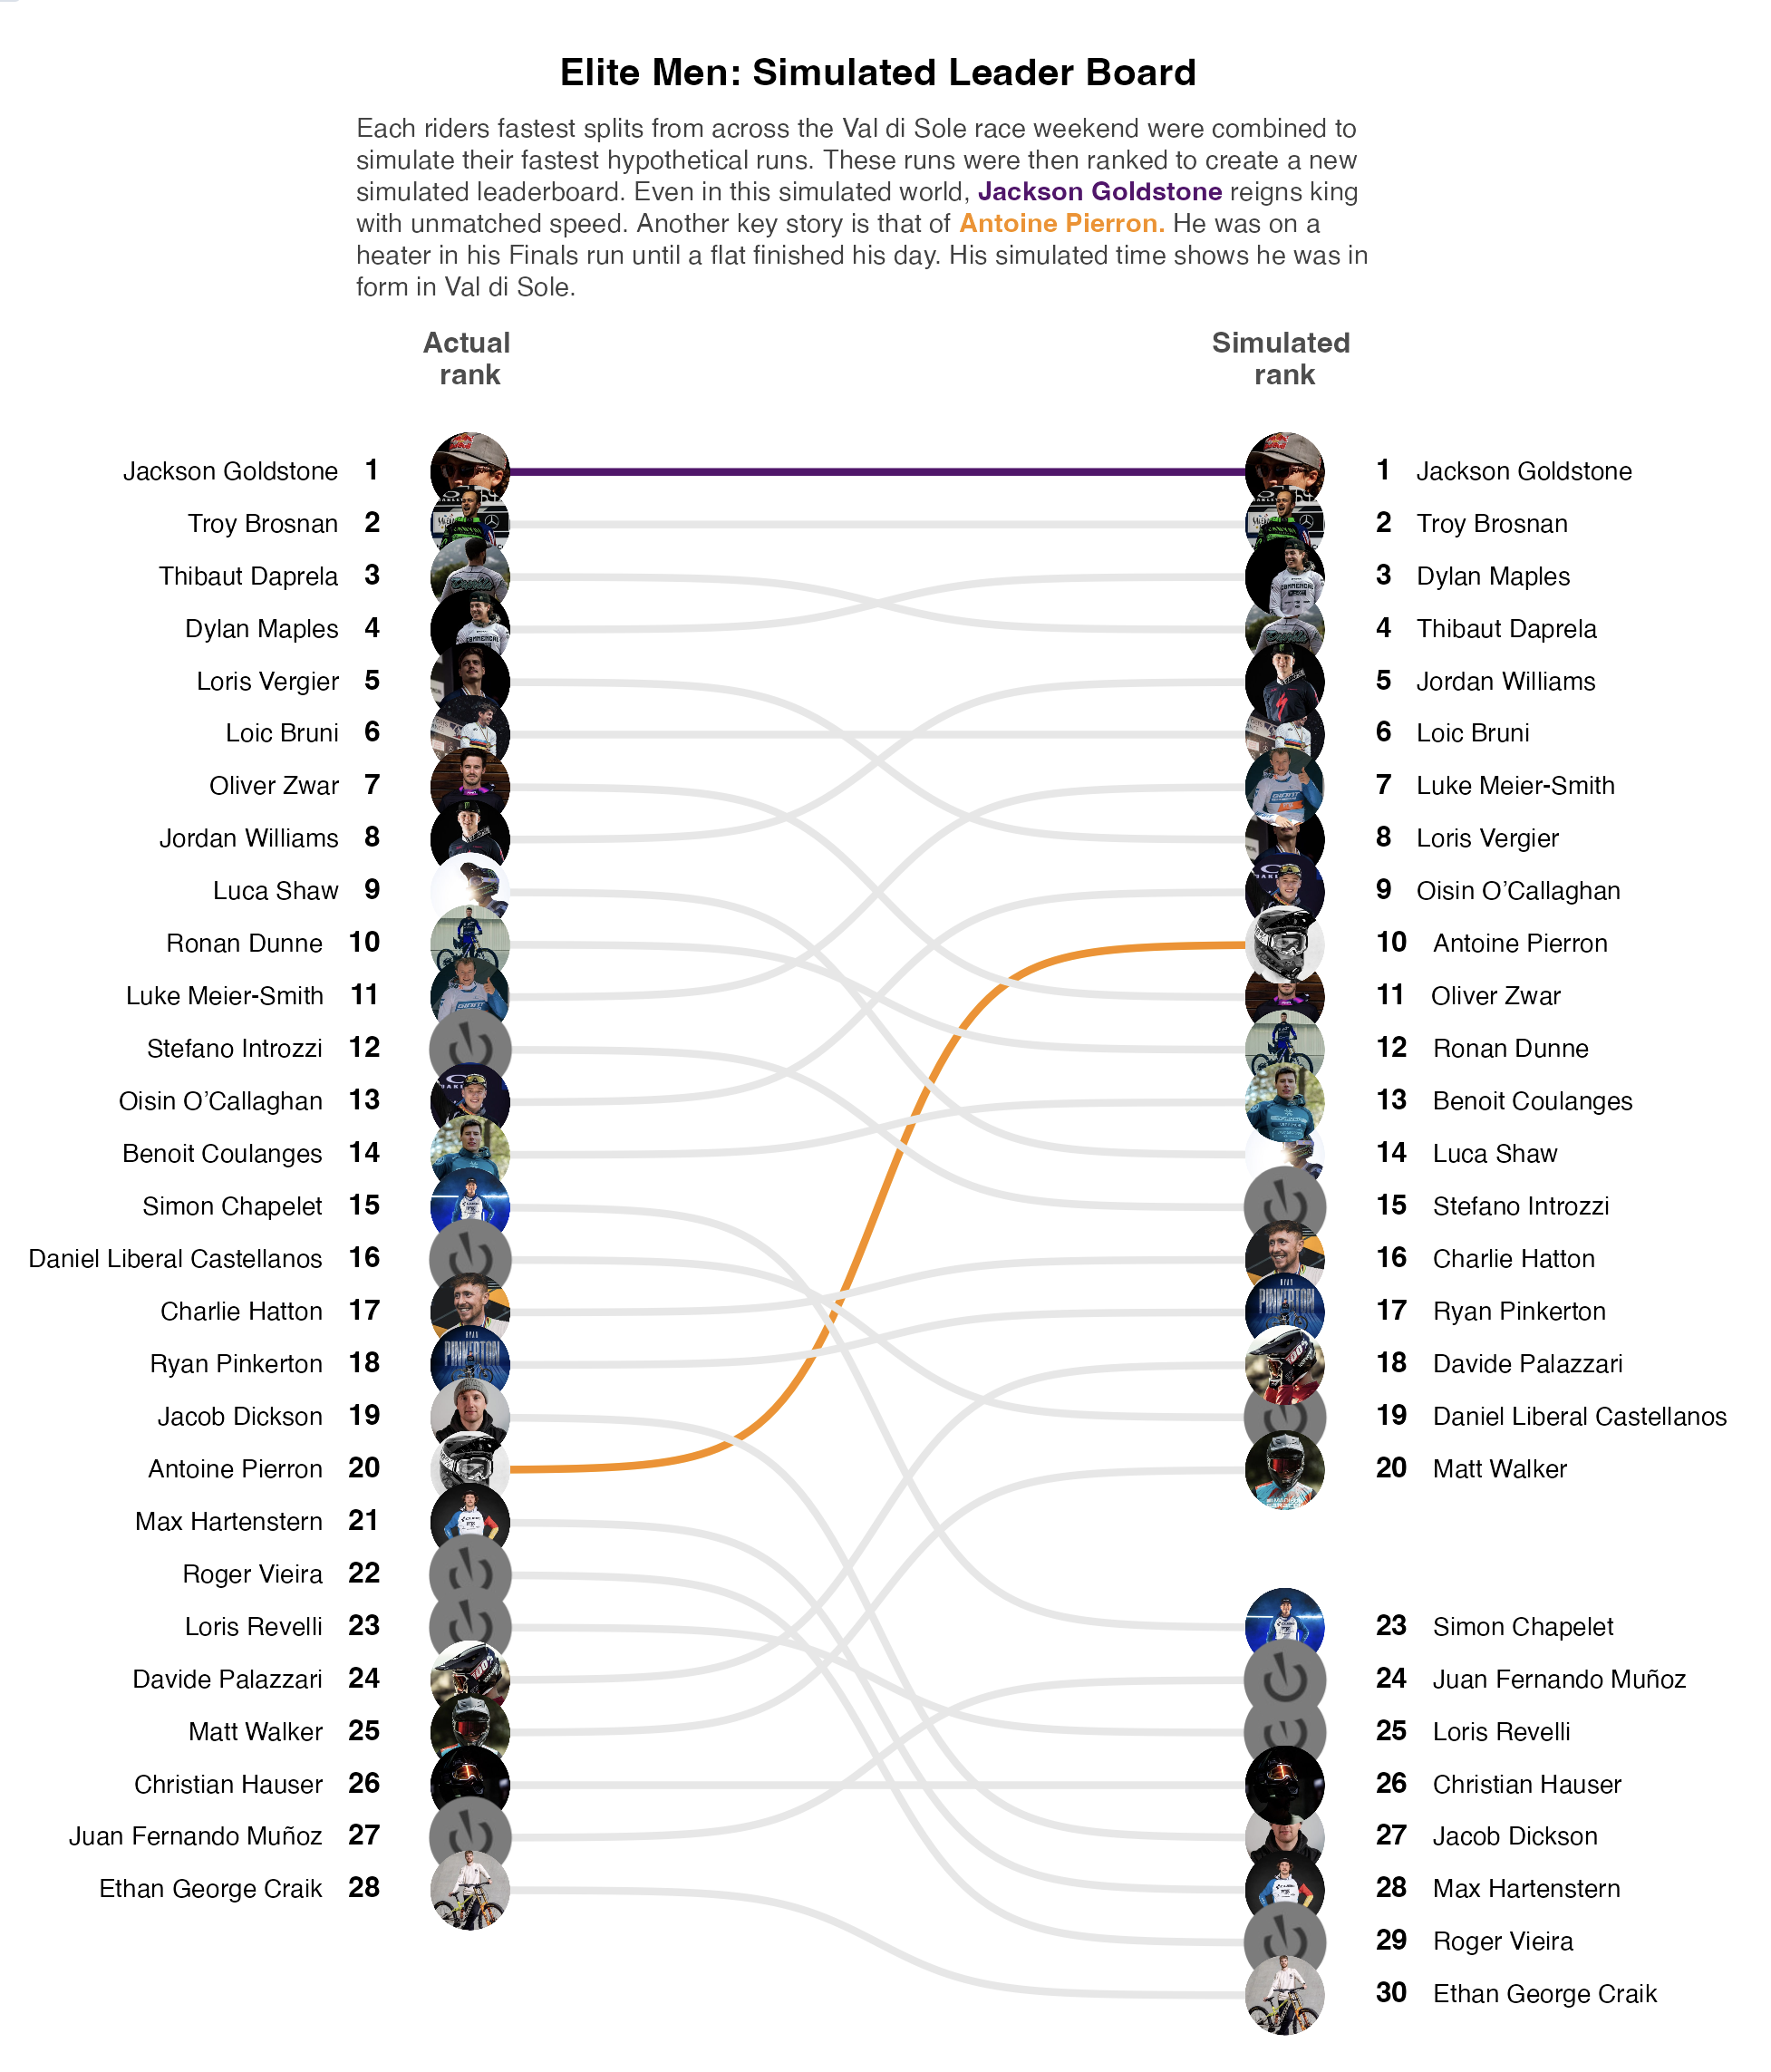 Elite Men: Simulated Leader Board
Each riders fastest splits from across the Val di Sole race weekend were combined to
simulate their fastest hypothetical runs. These runs were then ranked to create a new
simulated leaderboard. Even in this simulated world, Jackson Goldstone reigns king
with unmatched speed. Another key story is that of Antoine Pierron. He was on a
heater in his Finals run until a flat finished his day. His simulated time shows he was in
form in Val di Sole.
Actual
rank
Simulated
rank
Jackson Goldstone 1
Troy Brosnan 2
Thibaut Daprela 3
Dylan Maples 4
Loris Vergier 5
Loic Bruni 6
Oliver Zwar 7
Jordan Williams 8
Luca Shaw 9
Ronan Dunne 10
Luke Meier-Smith 11
Stefano Introzzi 12
Oisin O’Callaghan 13
Benoit Coulanges 14
Simon Chapelet 15
Daniel Liberal Castellanos 16
Charlie Hatton 17
Ryan Pinkerton 18
Jacob Dickson 19
Antoine Pierron 20
Max Hartenstern 21
Roger Vieira 22
Loris Revelli 23
Davide Palazzari 24
Matt Walker 25
Christian Hauser 26
Juan Fernando Muñoz 27
Ethan George Craik 28
1 Jackson Goldstone
2 Troy Brosnan
3 Dylan Maples
4 Thibaut Daprela
5 Jordan Williams
6 Loic Bruni
7 Luke Meier-Smith
8 Loris Vergier
9 Oisin O’Callaghan
10 Antoine Pierron
11 Oliver Zwar
12 Ronan Dunne
13 Benoit Coulanges
14 Luca Shaw
15 Stefano Introzzi
16 Charlie Hatton
17 Ryan Pinkerton
18 Davide Palazzari
19 Daniel Liberal Castellanos
20 Matt Walker
23 Simon Chapelet
24 Juan Fernando Muñoz
25 Loris Revelli
26 Christian Hauser
27 Jacob Dickson
28 Max Hartenstern
29 Roger Vieira
30 Ethan George Craik